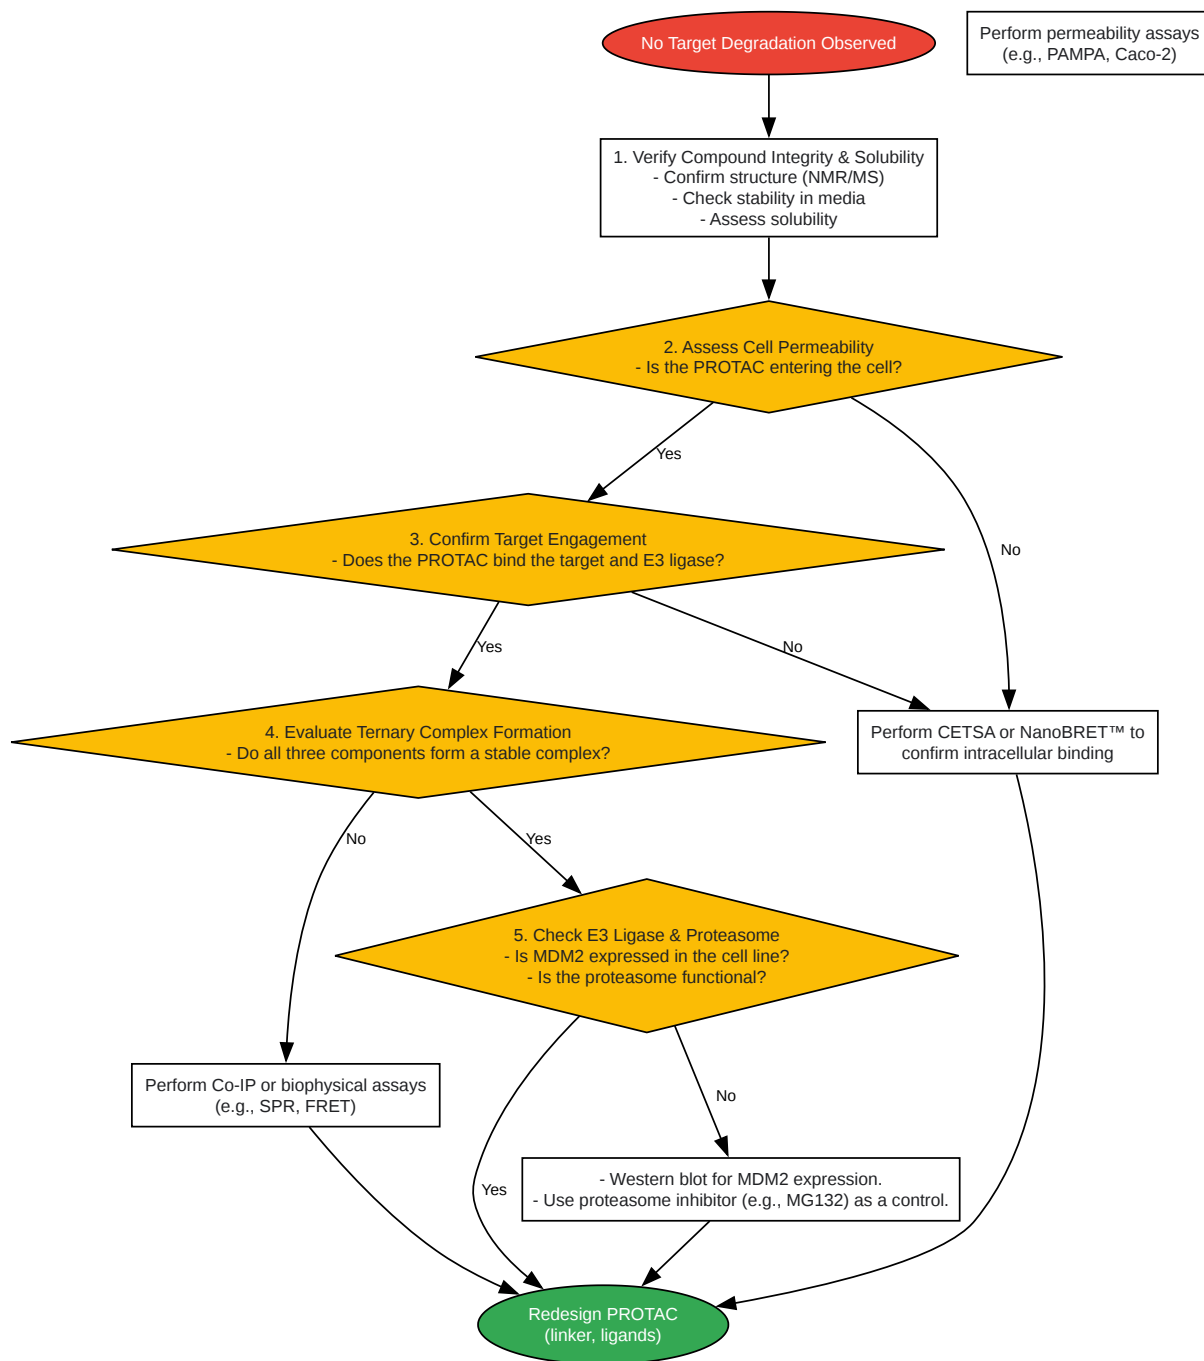 No Target Degradation Observed
Perform permeability assays
(e.g., PAMPA, Caco-2)
1. Verify Compound Integrity & Solubility
- Confirm structure (NMR/MS)
- Check stability in media
- Assess solubility
2. Assess Cell Permeability
- Is the PROTAC entering the cell?
Yes
No
3. Confirm Target Engagement
- Does the PROTAC bind the target and E3 ligase?
Yes
No
4. Evaluate Ternary Complex Formation
- Do all three components form a stable complex?
Perform CETSA or NanoBRET™ to
confirm intracellular binding
No
Yes
5. Check E3 Ligase & Proteasome
- Is MDM2 expressed in the cell line?
- Is the proteasome functional?
Perform Co-IP or biophysical assays
(e.g., SPR, FRET)
No
Yes
- Western blot for MDM2 expression.
- Use proteasome inhibitor (e.g., MG132) as a control.
Redesign PROTAC
(linker, ligands)